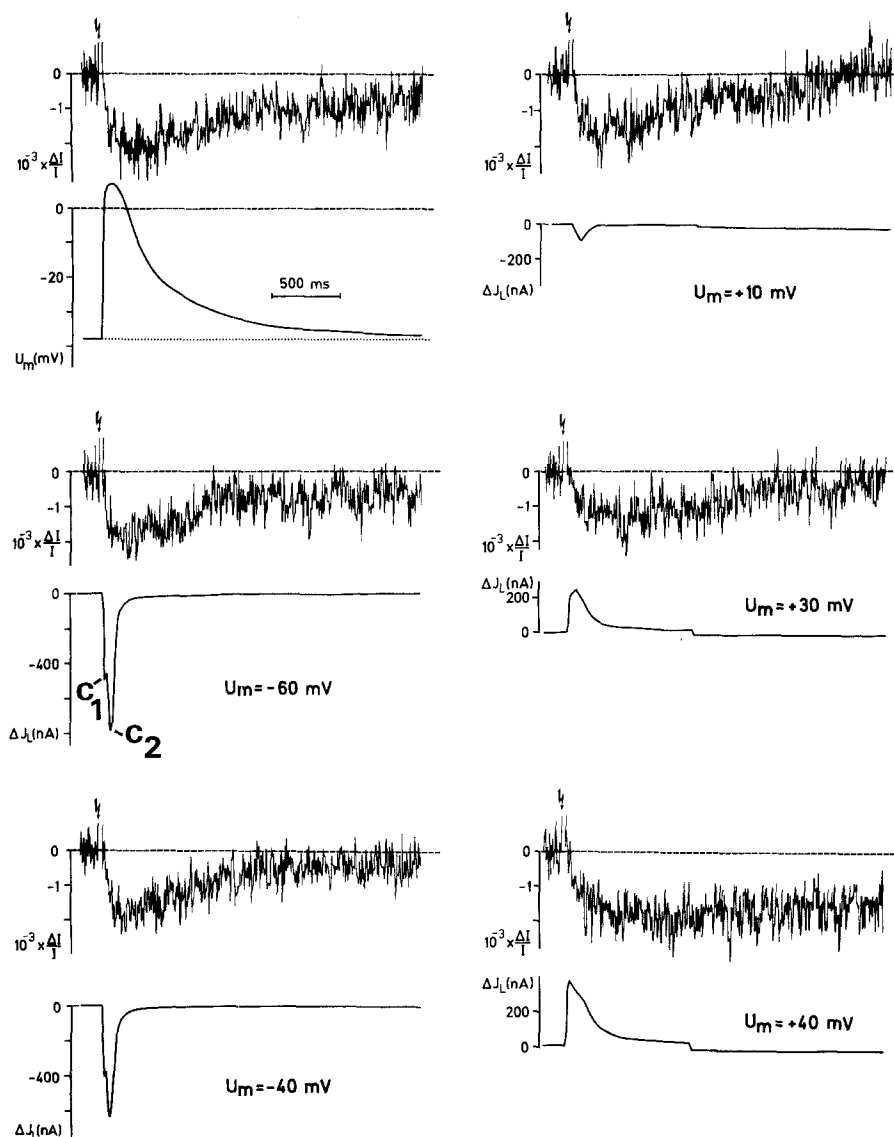 0
-1
10⁻³ × ΔI/I
0
-20
U_m(mV)
500 ms
0
-1
10⁻³ × ΔI/I
0
-200
ΔJ_L(nA)
U_m = +10 mV
0
-1
10⁻³ × ΔI/I
0
-400
ΔJ_L(nA)
C₁
C₂
U_m = -60 mV
0
-1
10⁻³ × ΔI/I
ΔJ_L(nA)
200
0
U_m = +30 mV
0
-1
10⁻³ × ΔI/I
0
-400
ΔJ_L(nA)
U_m = -40 mV
0
-1
10⁻³ × ΔI/I
ΔJ_L(nA)
200
0
U_m = +40 mV